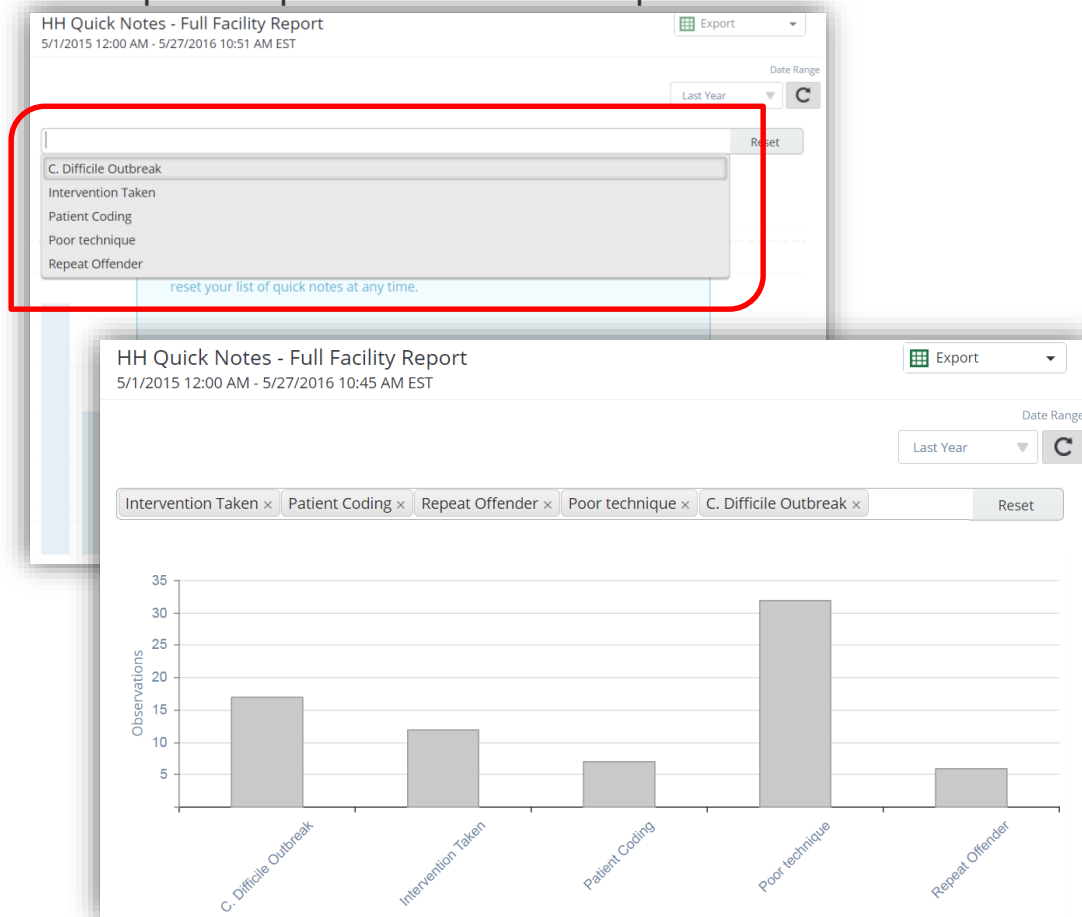 HH Quick Notes - Full Facility Report
Export
5/1/2015 12:00 AM - 5/27/2016 10:51 AM EST
Date Range
Last Year
Reset
C. Difficile Outbreak
Intervention Taken
Patient Coding
Poor technique
Repeat Offender
reset your list of quick notes at any time.
HH Quick Notes - Full Facility Report
Export
5/1/2015 12:00 AM - 5/27/2016 10:45 AM EST
Date Range
Last Year
Intervention Taken × Patient Coding × Repeat Offender × Poor technique × C. Difficile Outbreak × Reset
35
30
25
20
15
10
5
Observations
C. Difficile Outbreak
Intervention Taken
Patient Coding
Poor technique
Repeat Offender